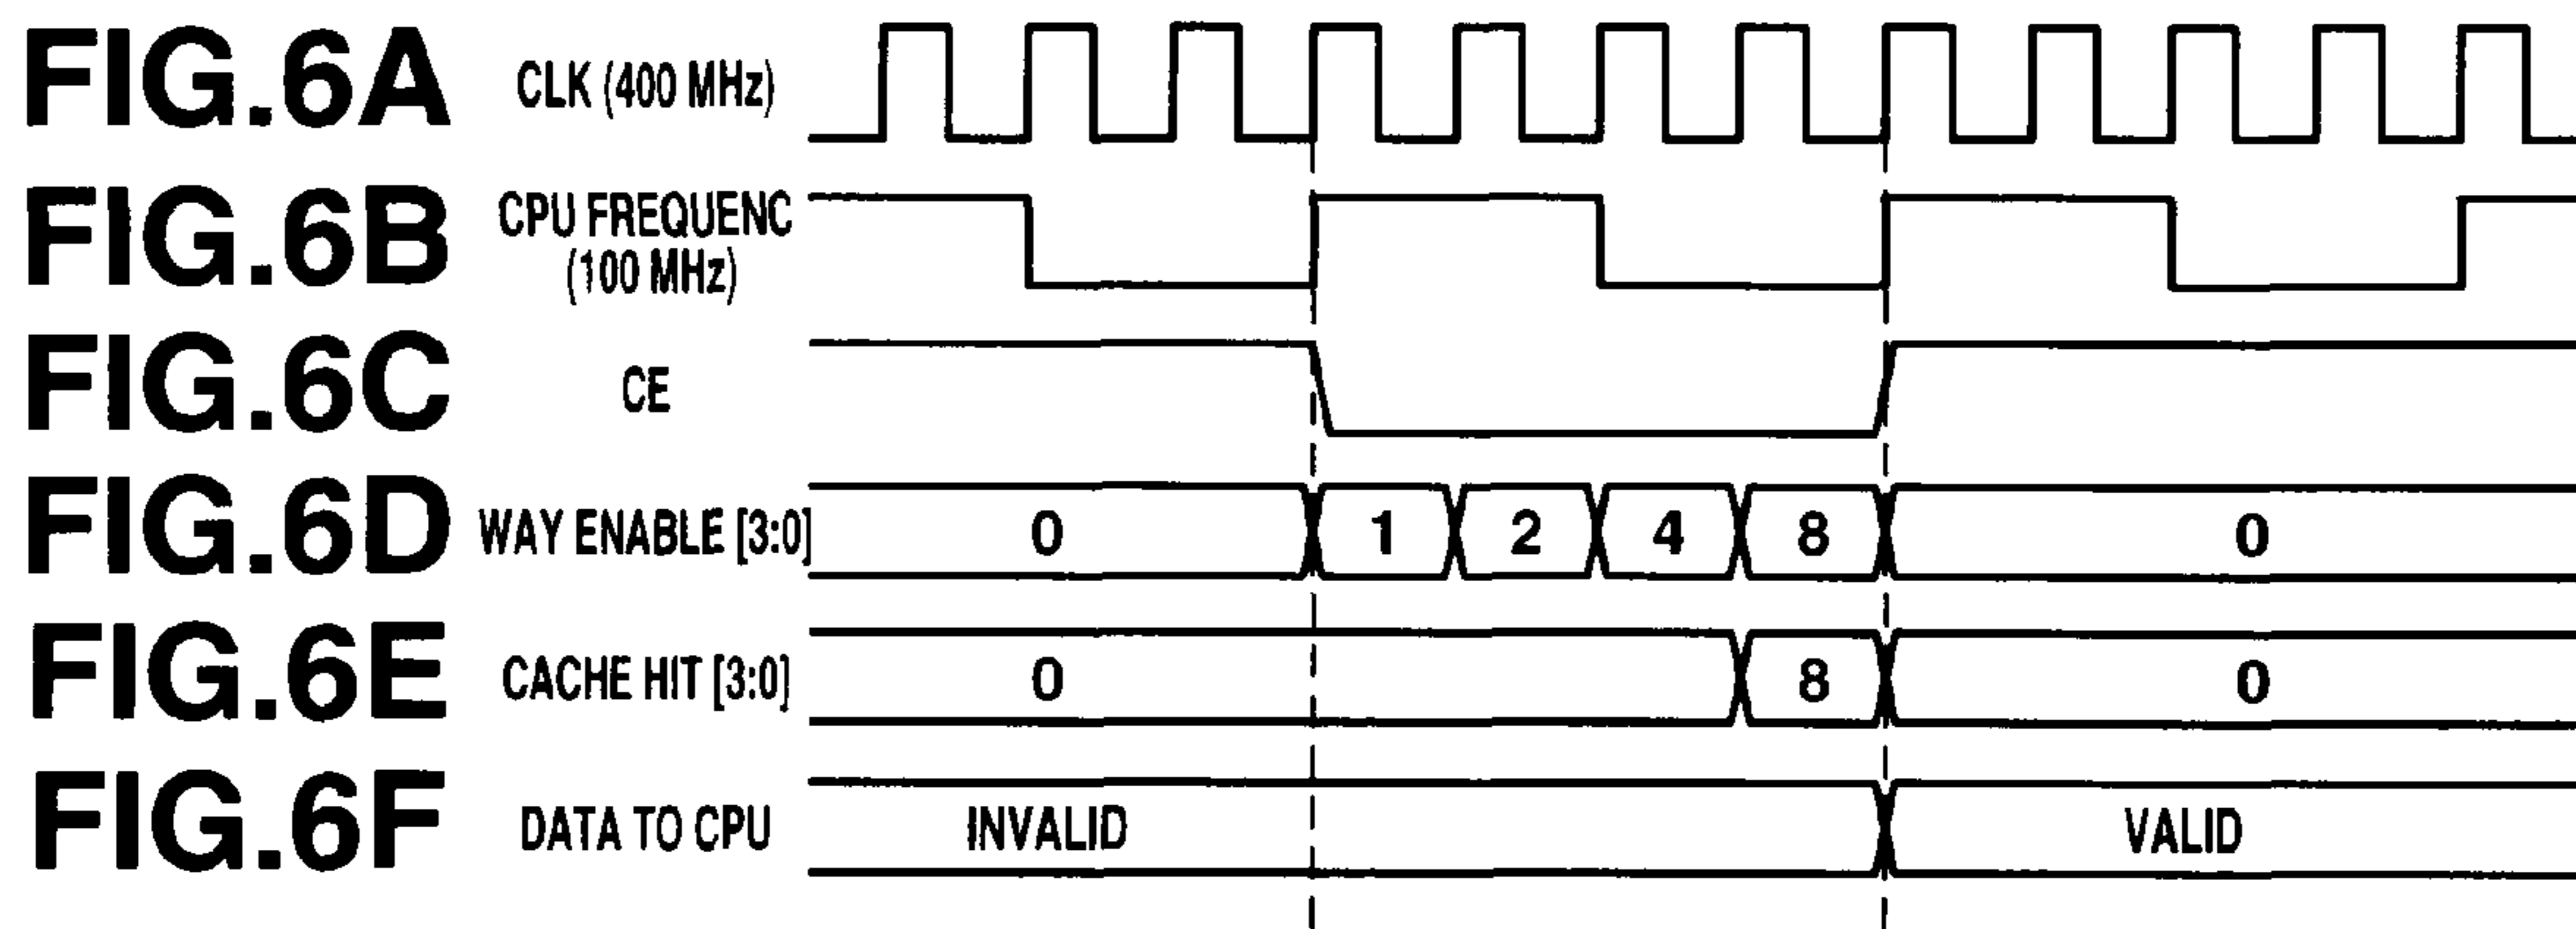 FIG.6A CLK (400 MHz)
FIG.6B CPU FREQUENC
(100 MHz)
FIG.6C CE
FIG.6D WAY ENABLE [3:0] 0 1 2 4 8 0
FIG.6E CACHE HIT [3:0] 0 8 0
FIG.6F DATA TO CPU INVALID VALID